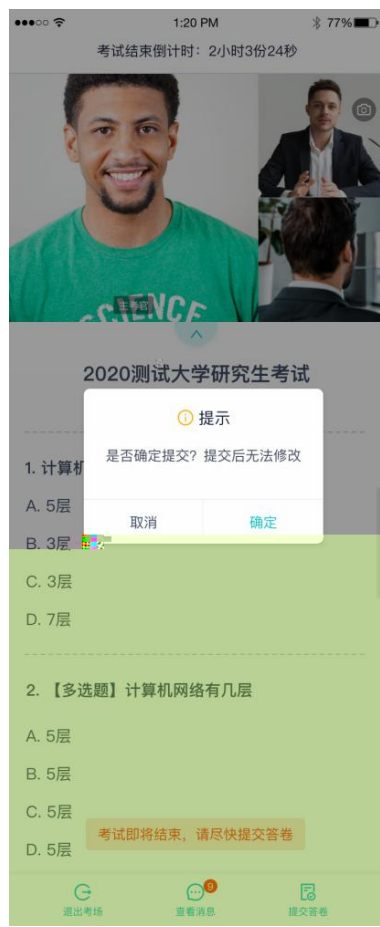 1:20 PM
77%
考试结束倒计时：2小时3份24秒
主考官
SCIENCE
2020测试大学研究生考试
提示
是否确定提交？提交后无法修改
取消
确定
1. 计算机
A. 5层
B. 3层
C. 3层
D. 7层
2. 【多选题】计算机网络有几层
A. 5层
B. 5层
C. 5层
D. 5层
考试即将结束，请尽快提交答卷
9
退出考场
查看消息
提交答卷